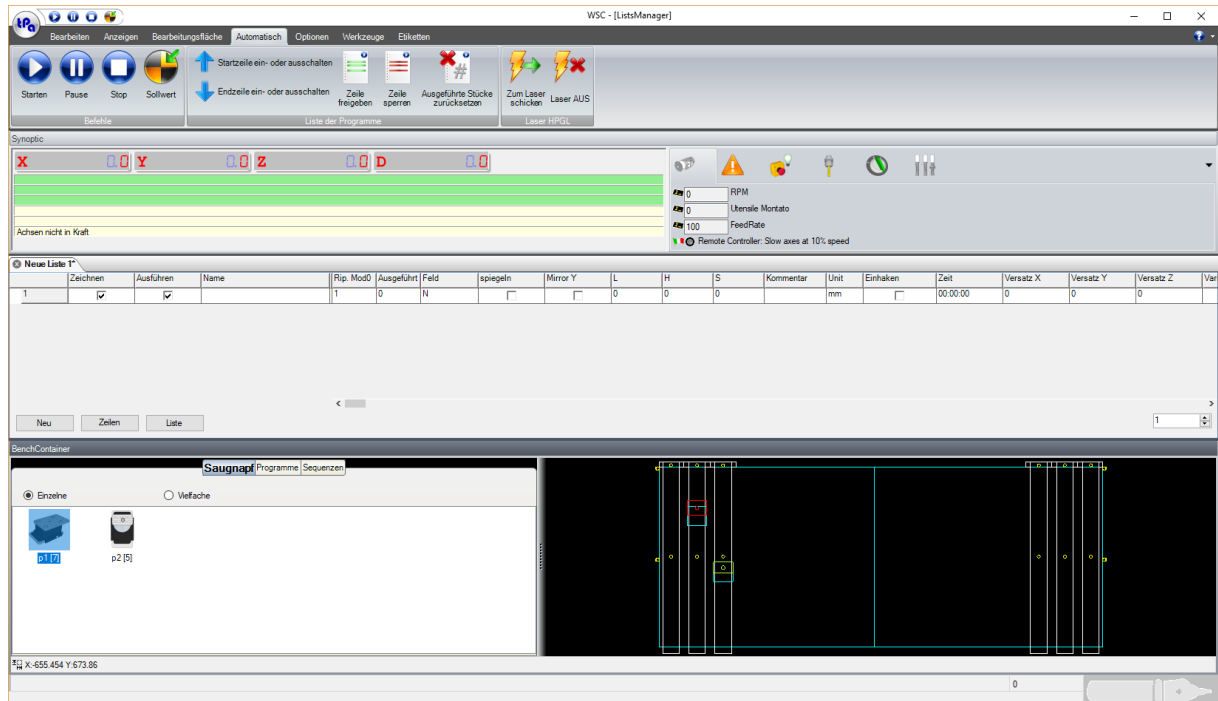 tPa
WSC - [ListsManager]
Bearbeiten Anzeigen Bearbeitungsfläche Automatisch Optionen Werkzeuge Etiketten
Starten Pause Stop Sollwert
Startzeile ein- oder ausschalten
Endzeile ein- oder ausschalten
Zeile freigeben
Zeile sperren
Ausgeführte Stücke zurücksetzen
Zum Laser schicken
Laser AUS
Befehle Liste der Programme Laser HPGL
Synoptic
X 0.0 Y 0.0 Z 0.0 D 0.0
0 RPM
0 Utensile Montato
100 FeedRate
Achsen nicht in Kraft
Remote Controller: Slow axes at 10% speed
Neue Liste 1*
Zeichnen Ausführen Name Rip. Mod0 Ausgeführt Feld spiegeln Mirror Y L H S Kommentar Unit Einhaken Zeit Versatz X Versatz Y Versatz Z Var
1 1 0 N 0 0 0 mm 00:00:00 0 0 0
Neu Zeilen Liste 1
BenchContainer
Saugnapf Programme Sequenzen
Einzelne Vielfache
p1 [7] p2 [5]
X:-655.454 Y:673.86
0